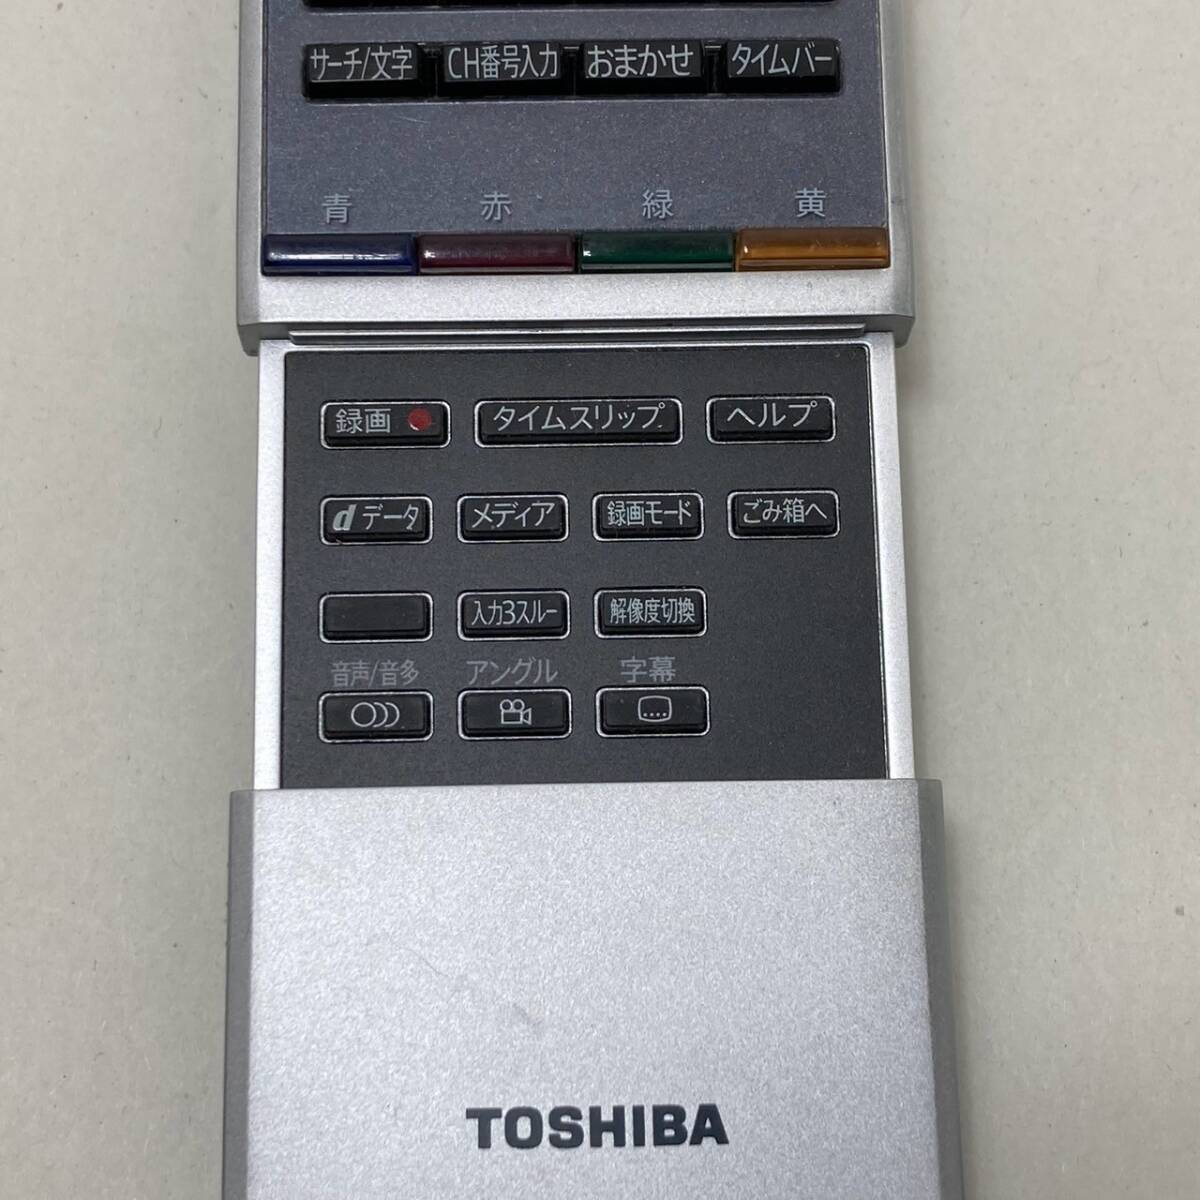 サーチ/文字 CH番号入力 おまかせ タイムバー
青 赤 緑 黄
録画 タイムスリップ ヘルプ
dデータ メディア 録画モード ごみ箱へ
入力3スルー 解像度切換
音声/音多 アングル 字幕
TOSHIBA